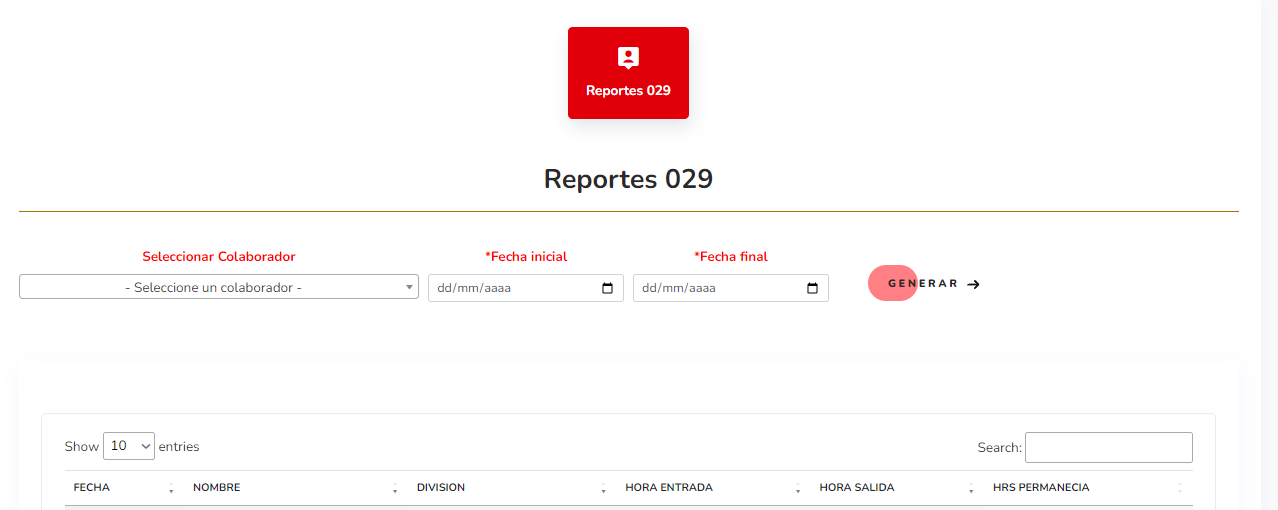 Reportes 029
Reportes 029
Seleccionar Colaborador *Fecha inicial *Fecha final
- Seleccione un colaborador - dd/mm/aaaa dd/mm/aaaa GENERAR
Show 10 entries Search:
FECHA NOMBRE DIVISION HORA ENTRADA HORA SALIDA HRS PERMANECIA